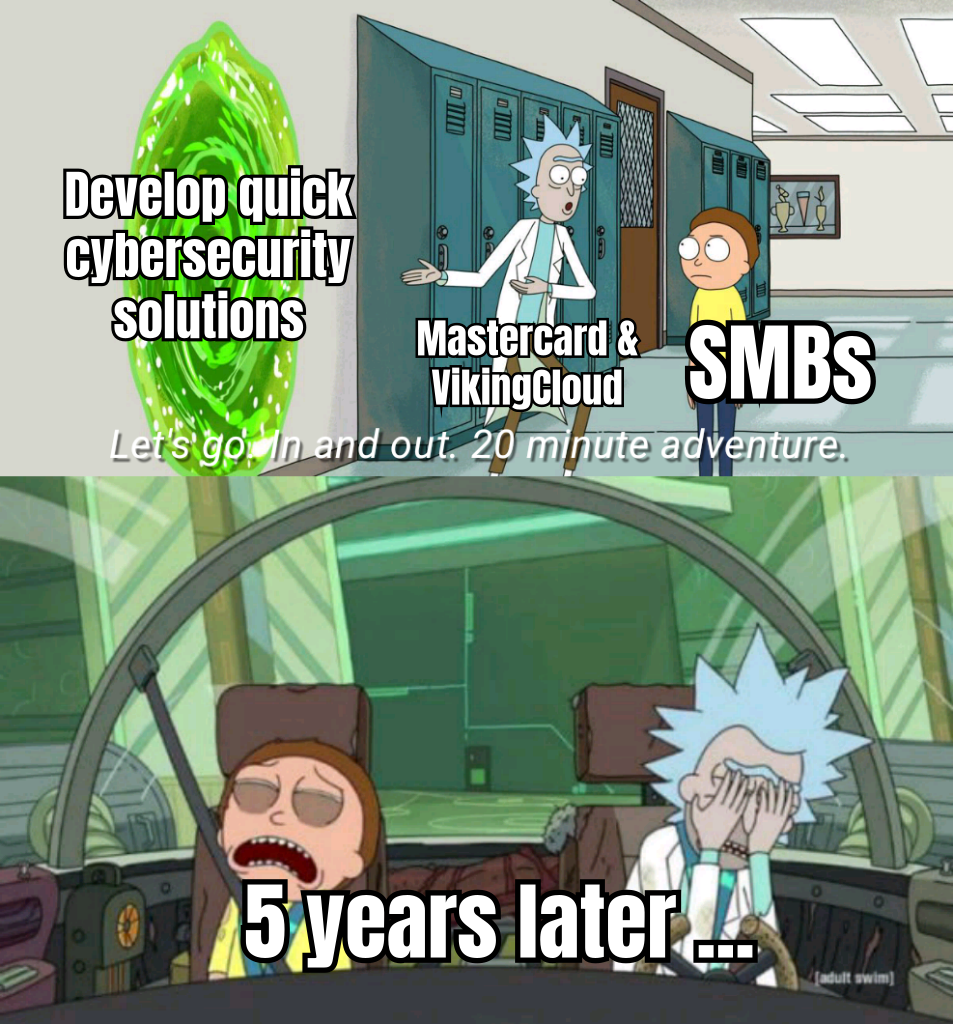 Develop quick
cybersecurity
solutions
Mastercard &
VikingCloud
SMBs
Let's go. In and out. 20 minute adventure.
5 years later ...
[adult swim]